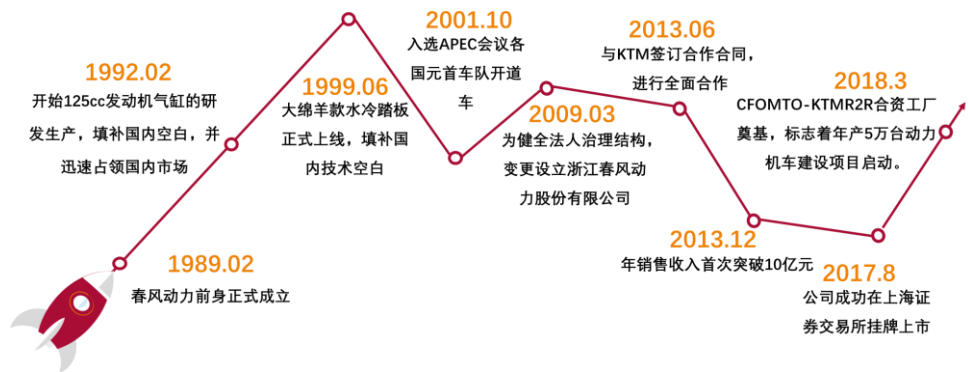 1989.02
春风动力前身正式成立
1992.02
开始125cc发动机气缸的研
发生产，填补国内空白，并
迅速占领国内市场
1999.06
大绵羊款水冷踏板
正式上线，填补国
内技术空白
2001.10
入选APEC会议各
国元首车队开道
车
2009.03
为健全法人治理结构，
变更设立浙江春风动
力股份有限公司
2013.06
与KTM签订合作合同，
进行全面合作
2013.12
年销售收入首次突破10亿元
2017.8
公司成功在上海证
券交易所挂牌上市
2018.3
CFOMTO-KTMR2R合资工厂
奠基，标志着年产5万台动力
机车建设项目启动。